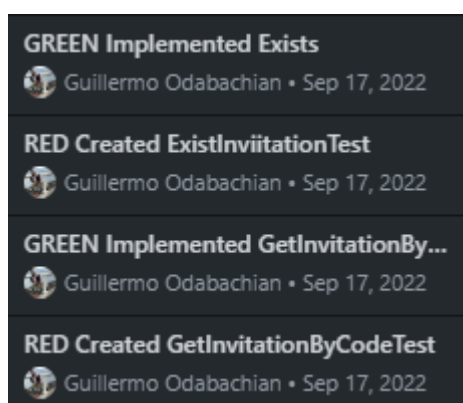 GREEN Implemented Exists
Guillermo Odabachian • Sep 17, 2022
RED Created ExistInviitationTest
Guillermo Odabachian • Sep 17, 2022
GREEN Implemented GetInvitationBy...
Guillermo Odabachian • Sep 17, 2022
RED Created GetInvitationByCodeTest
Guillermo Odabachian • Sep 17, 2022